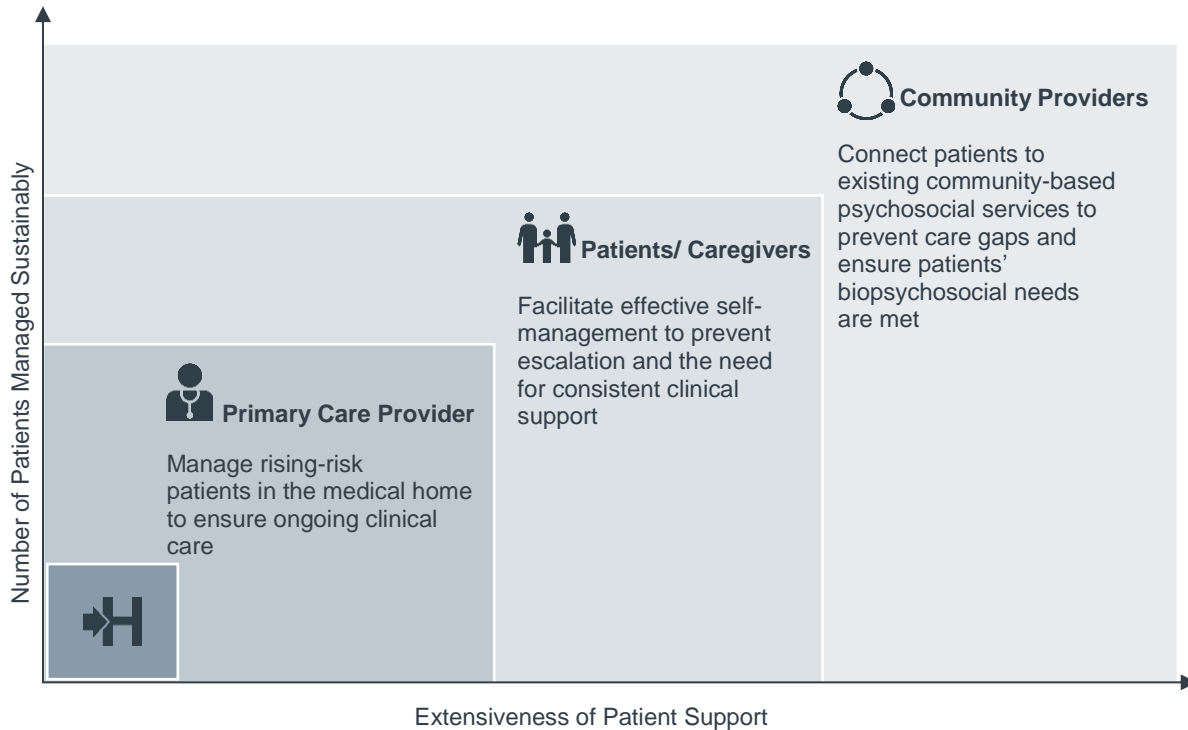 Community Providers
Connect patients to
existing community-based
psychosocial services to
prevent care gaps and
ensure patients’
biopsychosocial needs
are met
Patients/ Caregivers
Facilitate effective self-
management to prevent
escalation and the need
for consistent clinical
support
Primary Care Provider
Manage rising-risk
patients in the medical home
to ensure ongoing clinical
care
H
Number of Patients Managed Sustainably
Extensiveness of Patient Support